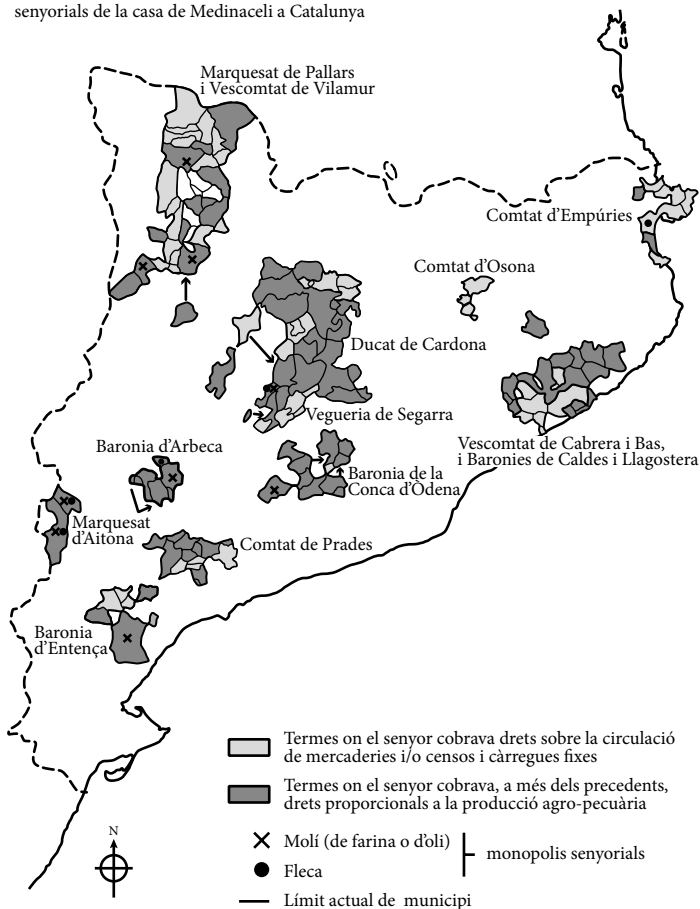 senyorials de la casa de Medinaceli a Catalunya
Marquesat de Pallars
i Vescomtat de Vilamur
Comtat d'Empúries
Comtat d'Osona
Ducat de Cardona
Vegueria de Segarra
Vescomtat de Cabrera i Bas,
i Baronies de Caldes i Llagostera
Baronia d'Arbeca
Baronia de la
Conca d'Òdena
Marquesat
d'Aitona
Comtat de Prades
Baronia
d'Entença
Termes on el senyor cobrava drets sobre la circulació
de mercaderies i/o censos i càrregues fixes
Termes on el senyor cobrava, a més dels precedents,
drets proporcionals a la producció agro-pecuària
N
Molí (de farina o d'oli)
Fleca
monopolis senyorials
Límit actual de municipi